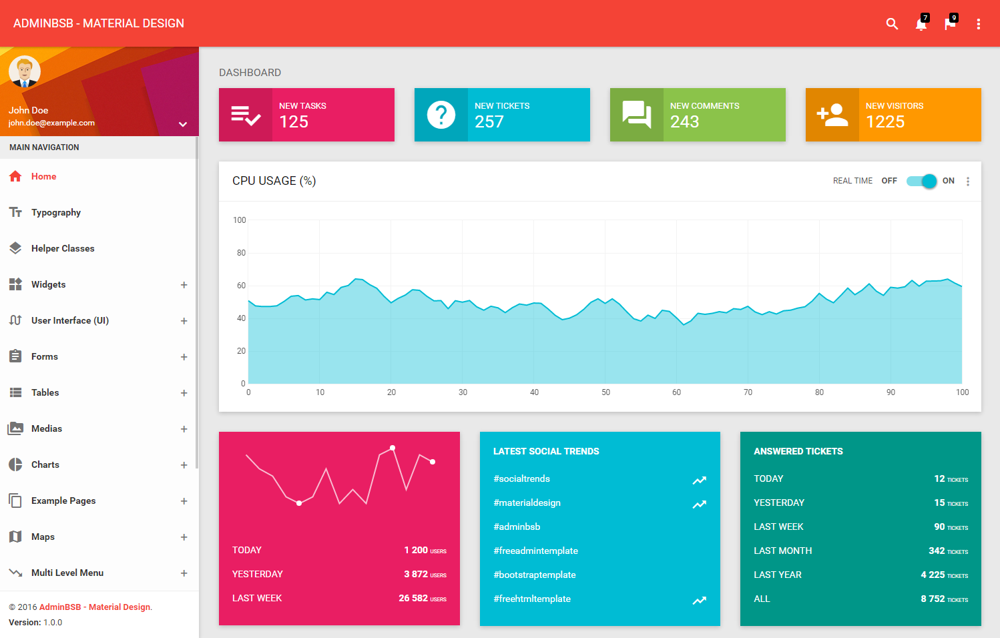 ADMINBSB - MATERIAL DESIGN
7
9
John Doe
john.doe@example.com
MAIN NAVIGATION
Home
Typography
Helper Classes
Widgets +
User Interface (UI) +
Forms +
Tables +
Medias +
Charts +
Example Pages +
Maps +
Multi Level Menu +
© 2016 AdminBSB - Material Design.
Version: 1.0.0
DASHBOARD
NEW TASKS
125
NEW TICKETS
257
NEW COMMENTS
243
NEW VISITORS
1225
CPU USAGE (%)
REAL TIME OFF ON
100
80
60
40
20
0
0 10 20 30 40 50 60 70 80 90 100
TODAY 1 200 USERS
YESTERDAY 3 872 USERS
LAST WEEK 26 582 USERS
LATEST SOCIAL TRENDS
#socialtrends
#materialdesign
#adminbsb
#freeadmintemplate
#bootstraptemplate
#freehtmltemplate
ANSWERED TICKETS
TODAY 12 TICKETS
YESTERDAY 15 TICKETS
LAST WEEK 90 TICKETS
LAST MONTH 342 TICKETS
LAST YEAR 4 225 TICKETS
ALL 8 752 TICKETS